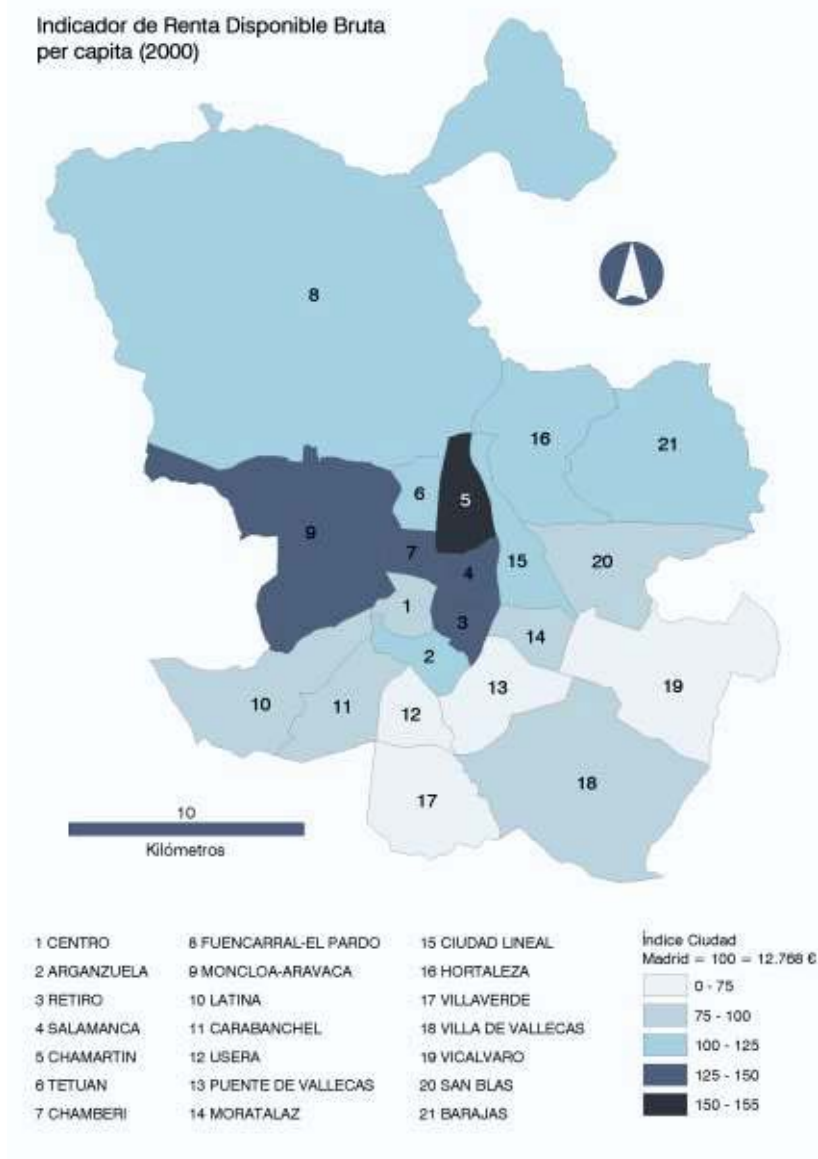 Indicador de Renta Disponible Bruta
per capita (2000)
8
16
21
6
5
9
7
4
15
20
1
3
14
2
13
19
10
11
12
18
17
10
Kilómetros
1 CENTRO
2 ARGANZUELA
3 RETIRO
4 SALAMANCA
5 CHAMARTIN
6 TETUAN
7 CHAMBERI
8 FUENCARRAL-EL PARDO
9 MONCLOA-ARAVACA
10 LATINA
11 CARABANCHEL
12 USERA
13 PUENTE DE VALLECAS
14 MORATALAZ
15 CIUDAD LINEAL
16 HORTALEZA
17 VILLAVERDE
18 VILLA DE VALLECAS
19 VICALVARO
20 SAN BLAS
21 BARAJAS
Índice Ciudad
Madrid = 100 = 12.768 €
0 - 75
75 - 100
100 - 125
125 - 150
150 - 155